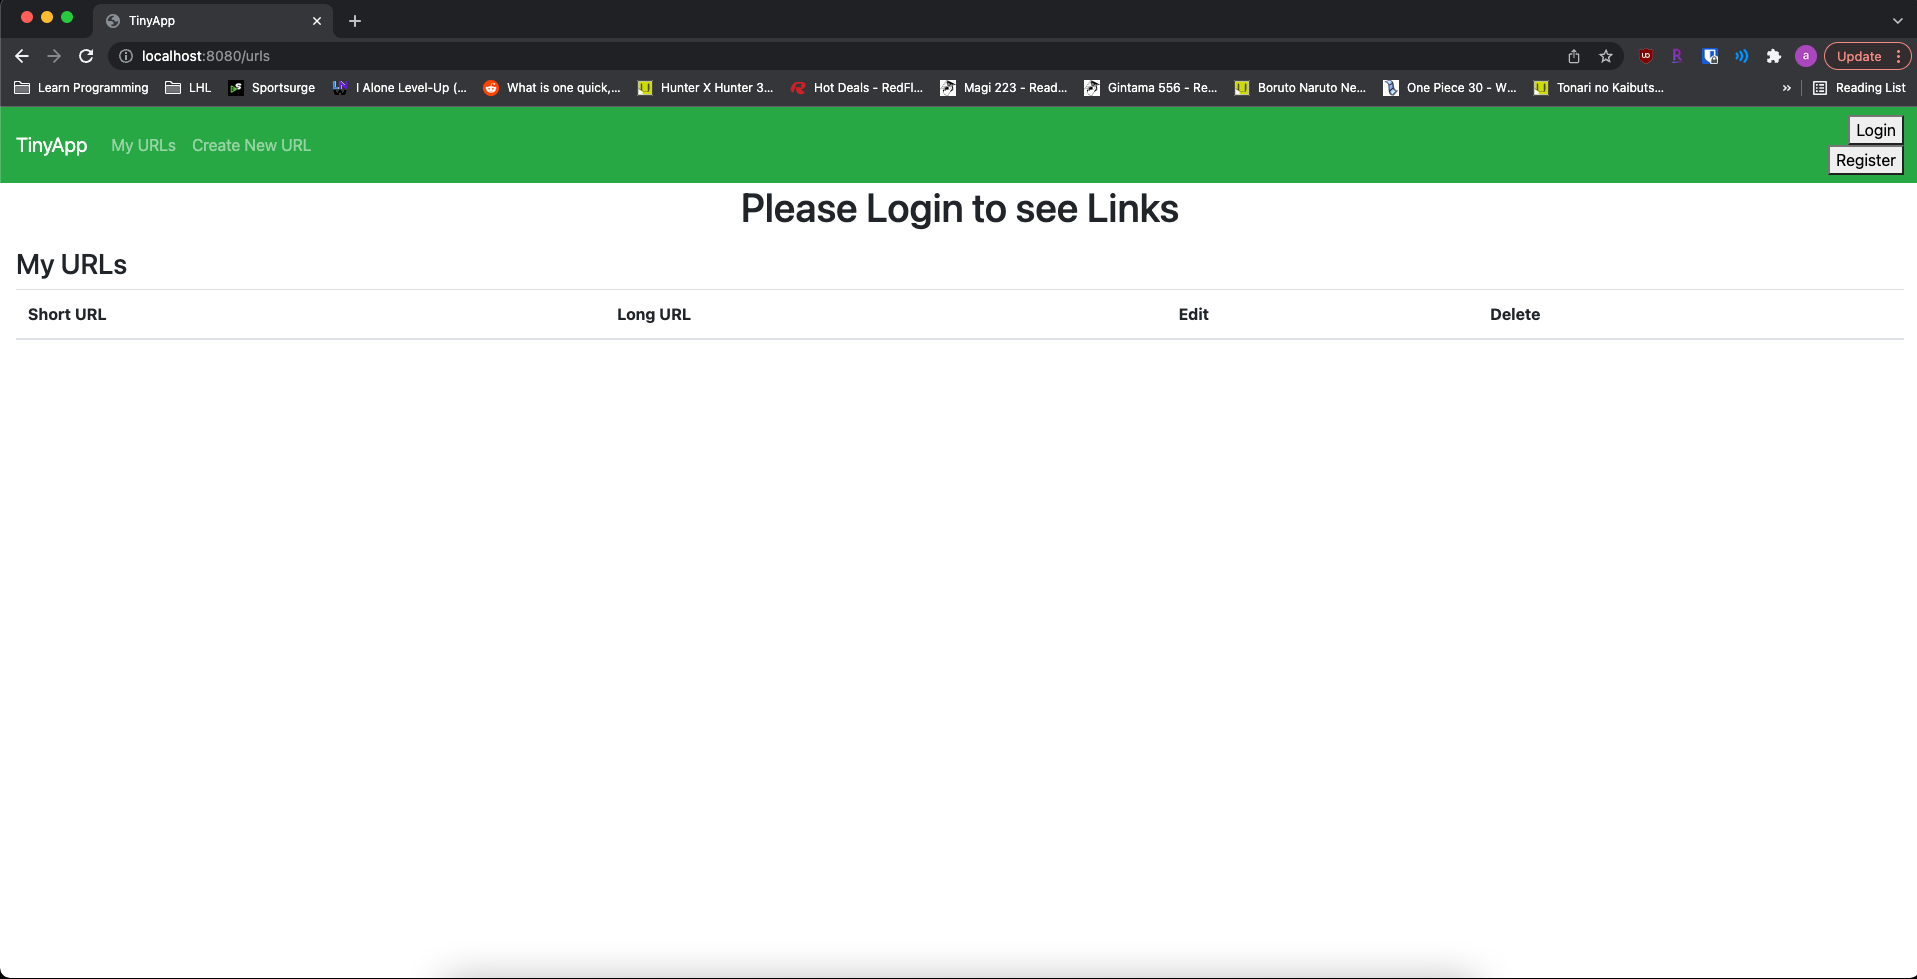 TinyApp
localhost:8080/urls
a
Update
Learn Programming LHL Sportsurge I Alone Level-Up (... What is one quick,... Hunter X Hunter 3... Hot Deals - RedFl... Magi 223 - Read... Gintama 556 - Re... Boruto Naruto Ne... One Piece 30 - W... Tonari no Kaibuts... » Reading List
TinyApp My URLs Create New URL
Login
Register
Please Login to see Links
My URLs
Short URL Long URL Edit Delete